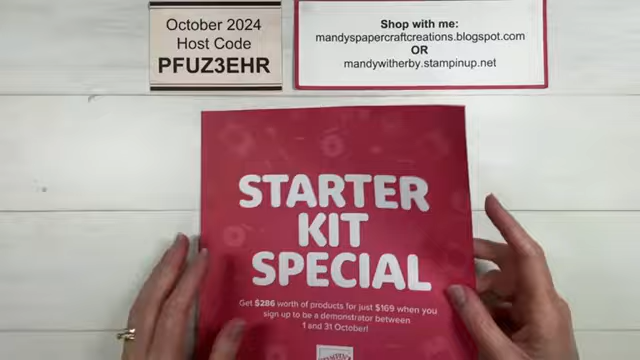 October 2024
Host Code
PFUZ3EHR
Shop with me:
mandyspapercraftcreations.blogspot.com
OR
mandywitherby.stampinup.net
STARTER
KIT
SPECIAL
Get $286 worth of products for just $169 when you
sign up to be a demonstrator between
1 and 31 October!